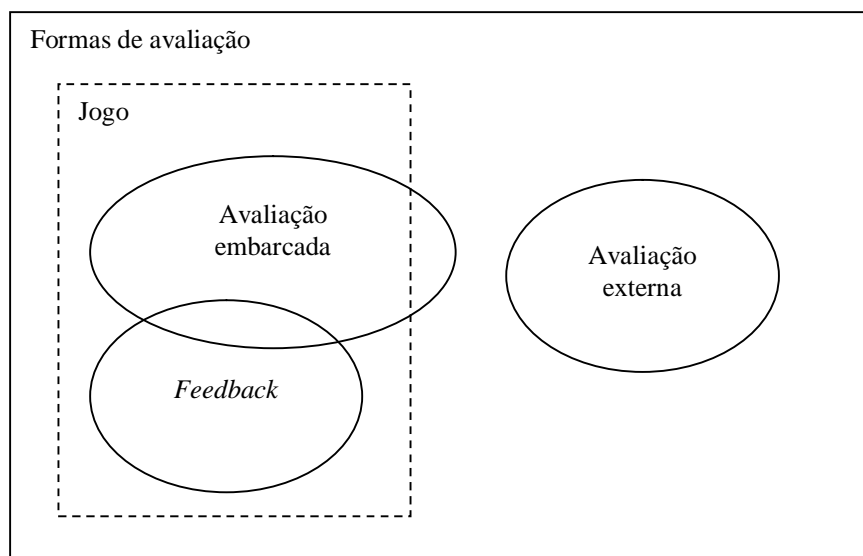 Formas de avaliação
Jogo
Avaliação
embarcada
Avaliação
externa
Feedback